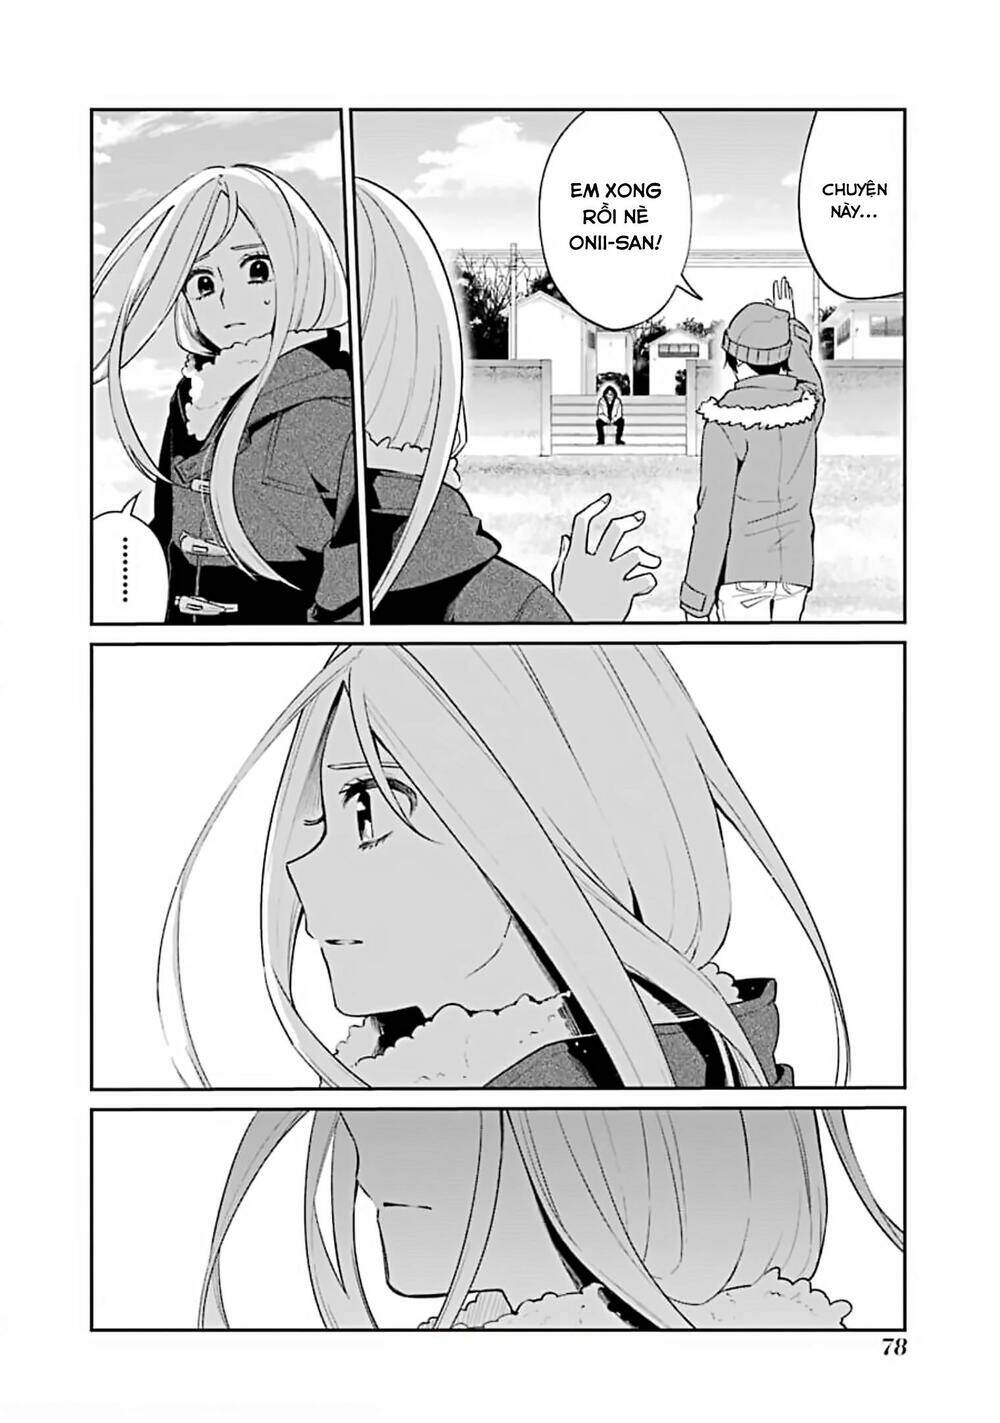 CHUYỆN
NÀY...
EM XONG
RỒI NÈ
ONII-SAN!
.........
78